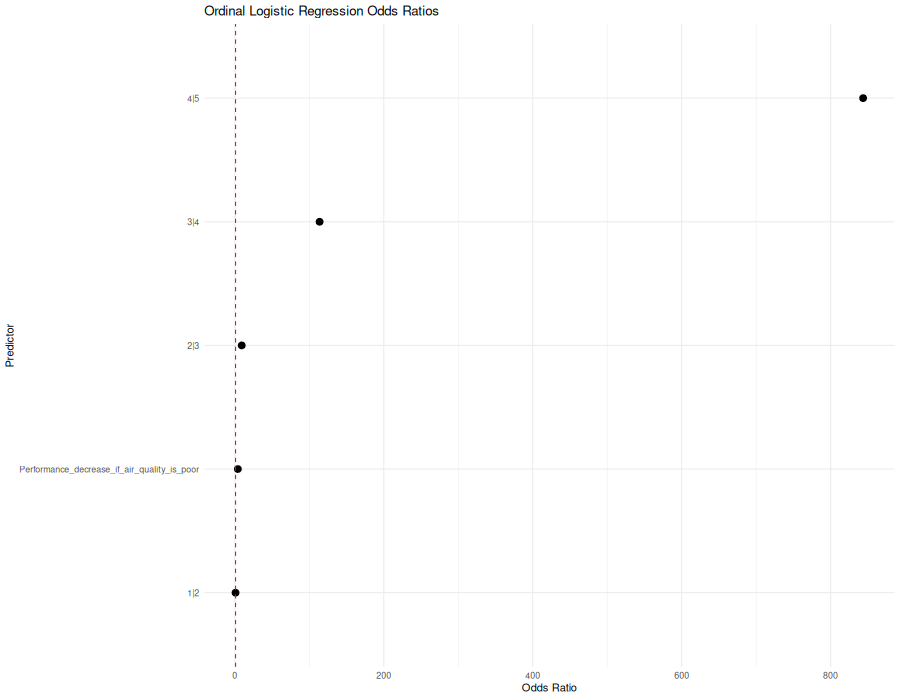 Ordinal Logistic Regression Odds Ratios
4|5
3|4
2|3
Performance_decrease_if_air_quality_is_poor
1|2
Predictor
0 200 400 600 800
Odds Ratio